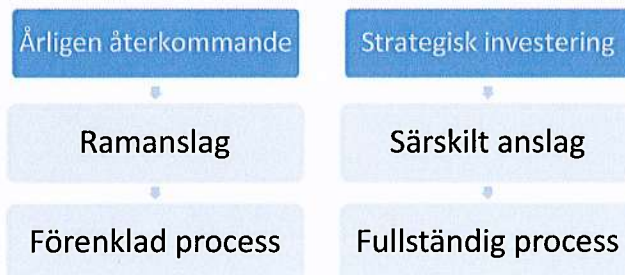 Årligen återkommande
Ramanslag
Förenklad process
Strategisk investering
Särskilt anslag
Fullständig process